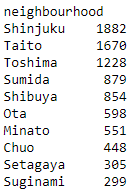 neighbourhood
Shinjuku 1882
Taito 1670
Toshima 1228
Sumida 879
Shibuya 854
Ota 598
Minato 551
Chuo 448
Setagaya 305
Suginami 299